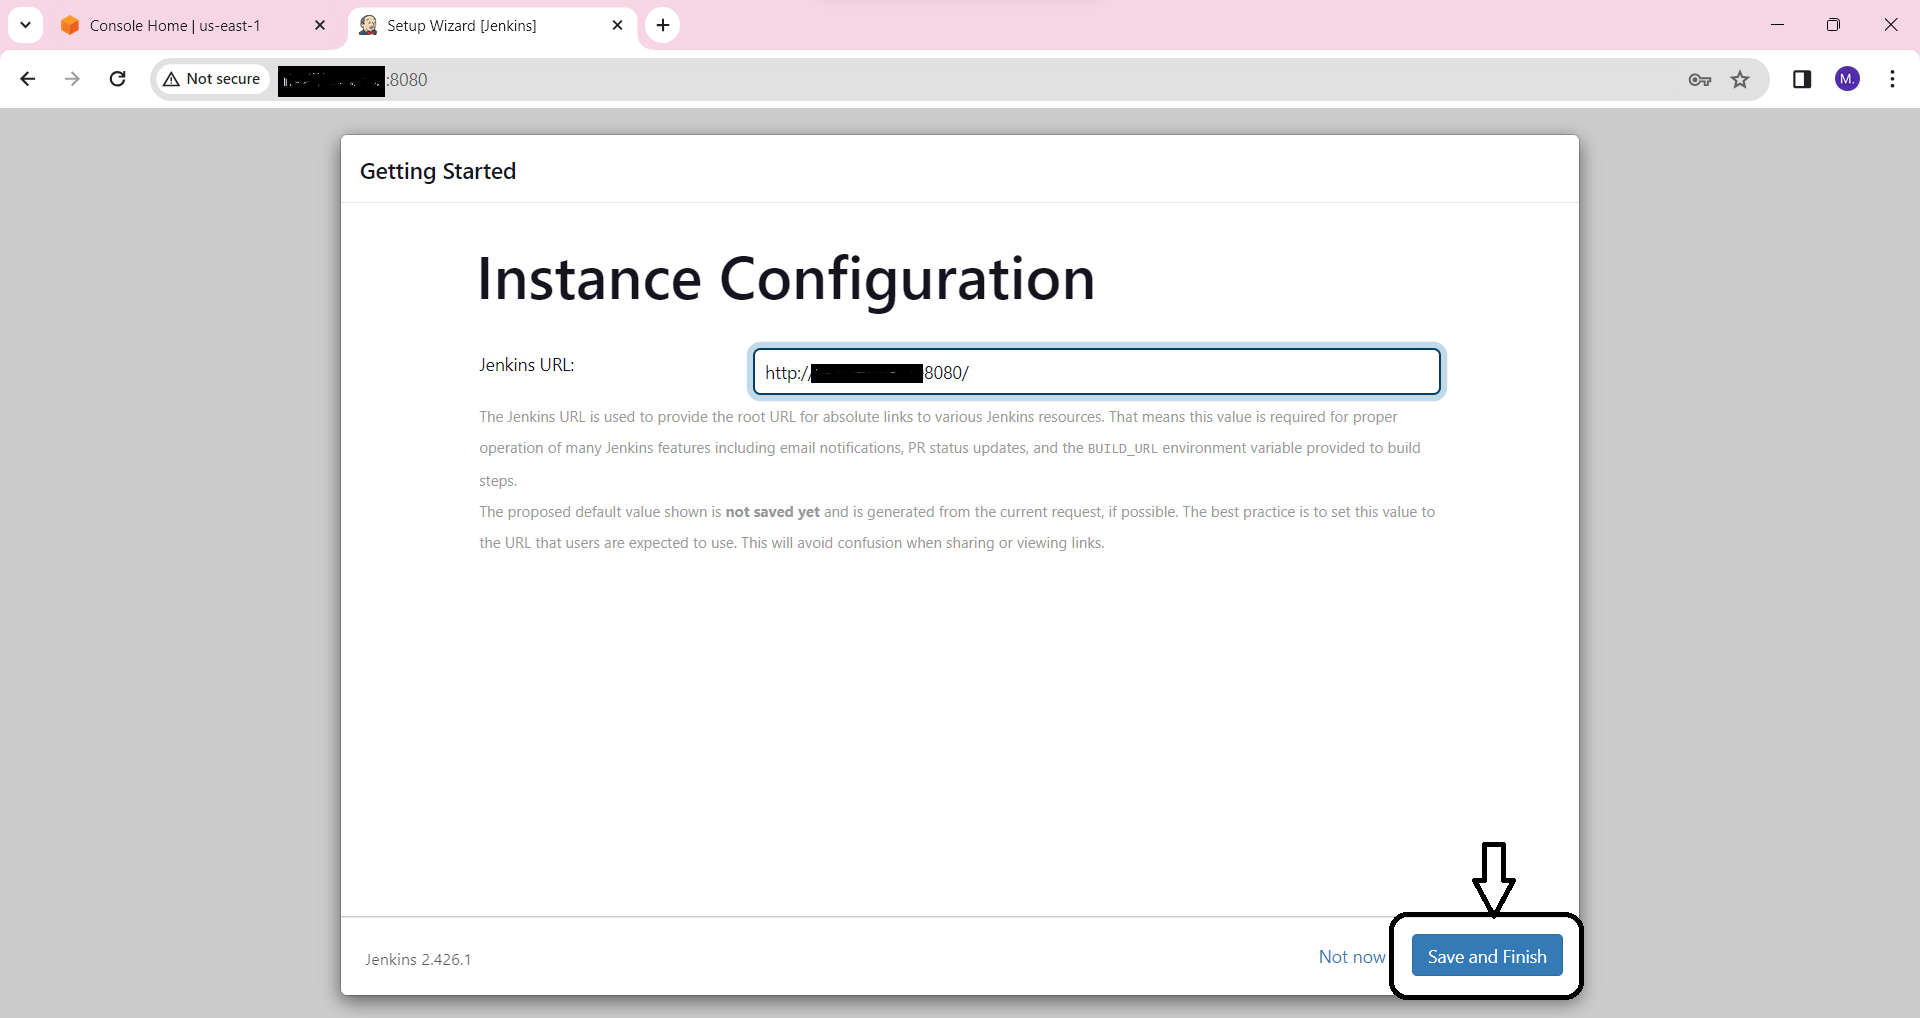 Console Home | us-east-1
Setup Wizard [Jenkins]
Not secure
:8080
M.
Getting Started
Instance Configuration
Jenkins URL:
http://
8080/
The Jenkins URL is used to provide the root URL for absolute links to various Jenkins resources. That means this value is required for proper
operation of many Jenkins features including email notifications, PR status updates, and the BUILD_URL environment variable provided to build
steps.
The proposed default value shown is not saved yet and is generated from the current request, if possible. The best practice is to set this value to
the URL that users are expected to use. This will avoid confusion when sharing or viewing links.
Jenkins 2.426.1
Not now
Save and Finish